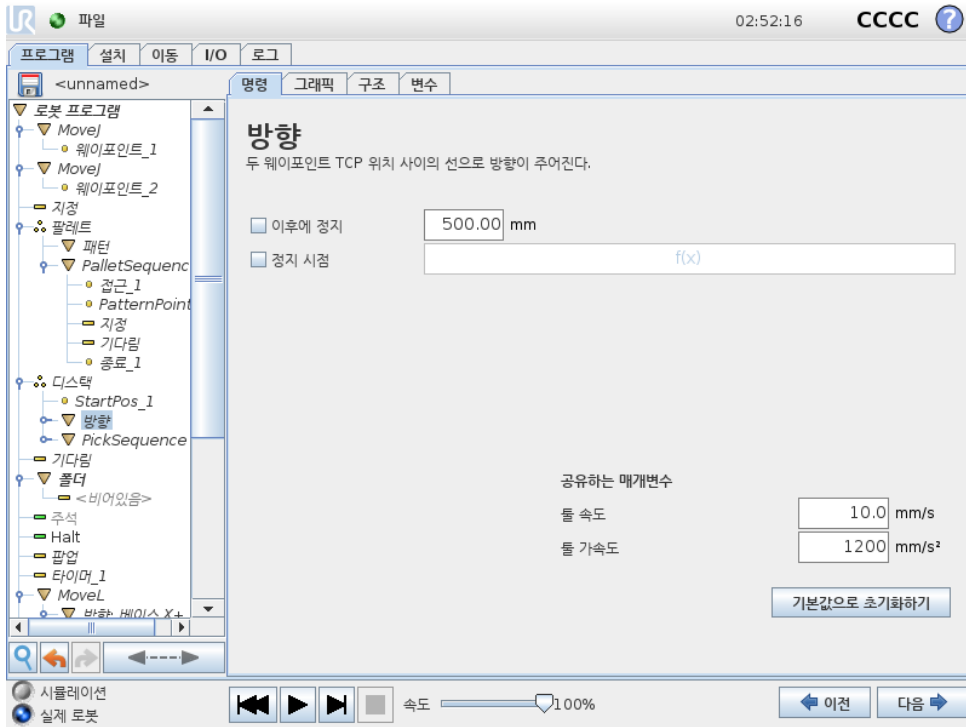 UR 파일 02:52:16 CCCC ?
프로그램 설치 이동 I/O 로그
<unnamed>
명령 그래픽 구조 변수
로봇 프로그램
MoveJ
웨이포인트_1
MoveJ
웨이포인트_2
지정
팔레트
패턴
PalletSequenc
접근_1
PatternPoint
지정
기다림
종료_1
디스택
StartPos_1
방향
PickSequence
기다림
폴더
<비어있음>
주석
Halt
팝업
타이머_1
MoveL
방향: 베이스 X+
방향
두 웨이포인트 TCP 위치 사이의 선으로 방향이 주어진다.
이후에 정지 500.00 mm
정지 시점 f(x)
공유하는 매개변수
툴 속도 10.0 mm/s
툴 가속도 1200 mm/s²
기본값으로 초기화하기
시뮬레이션
실제 로봇
속도 100%
이전 다음